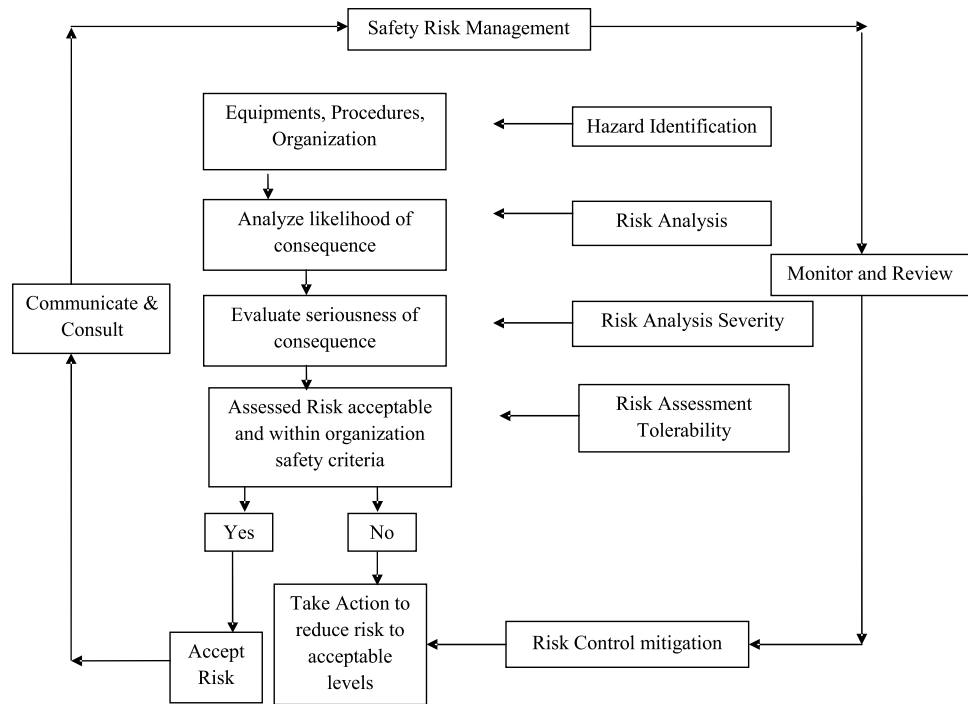 Safety Risk Management
Equipments, Procedures,
Organization
Hazard Identification
Analyze likelihood of
consequence
Risk Analysis
Monitor and Review
Communicate &
Consult
Evaluate seriousness of
consequence
Risk Analysis Severity
Assessed Risk acceptable
and within organization
safety criteria
Risk Assessment
Tolerability
Yes
No
Take Action to
reduce risk to
acceptable
levels
Risk Control mitigation
Accept
Risk